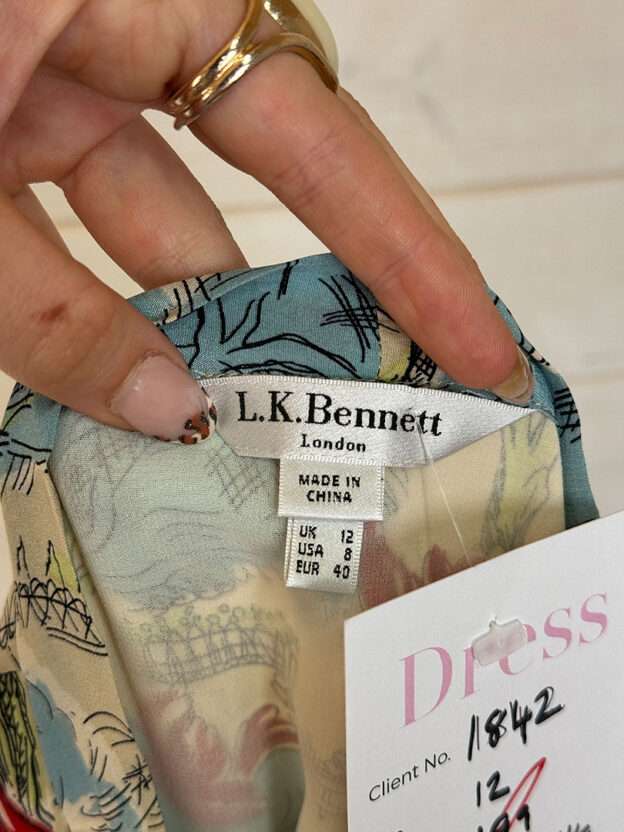 L.K.Bennett
London
MADE IN
CHINA
UK 12
USA 8
EUR 40
Dress
Client No. 1842
12